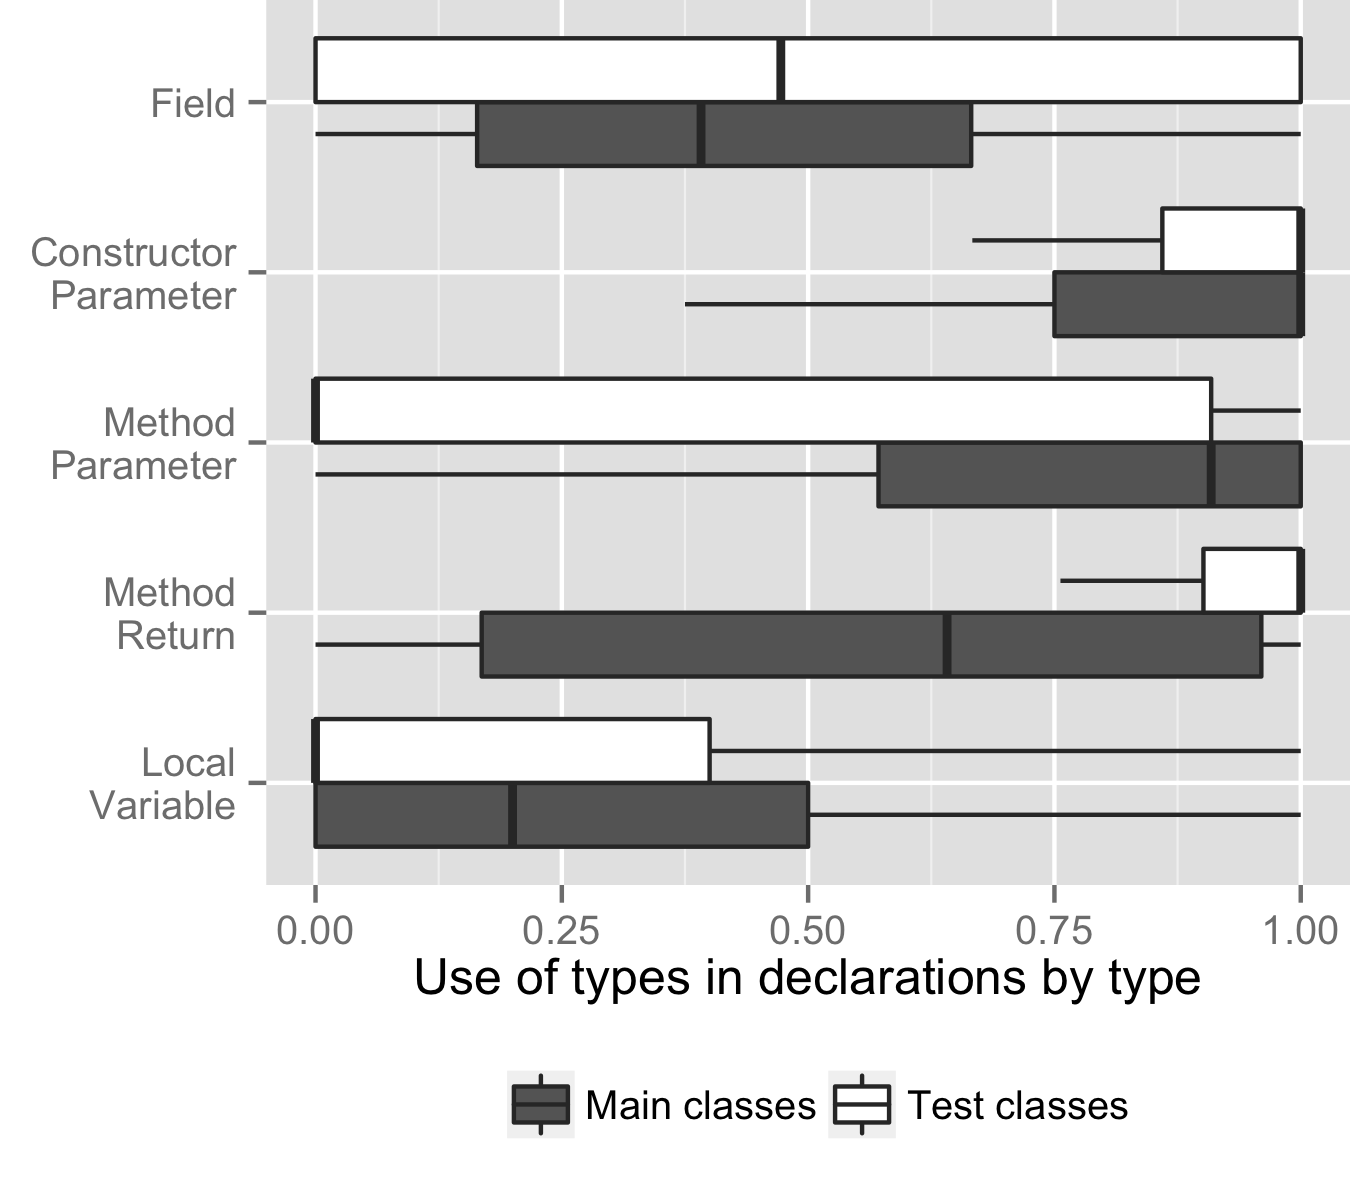 Field
Constructor
Parameter
Method
Parameter
Method
Return
Local
Variable
0.00 0.25 0.50 0.75 1.00
Use of types in declarations by type
Main classes Test classes